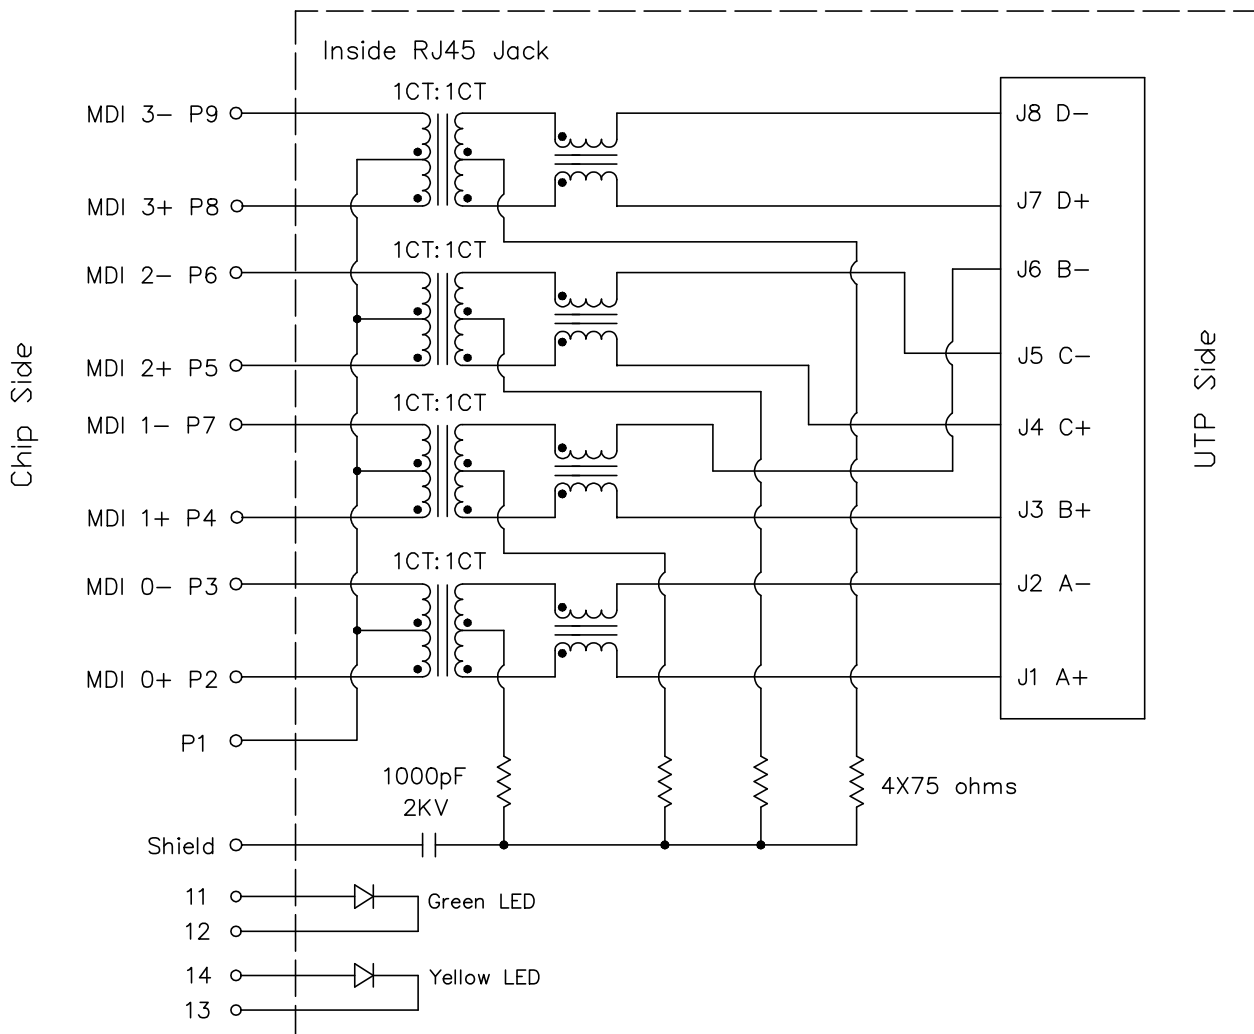 Inside RJ45 Jack
1CT:1CT
MDI 3- P9
J8 D-
MDI 3+ P8
J7 D+
1CT:1CT
MDI 2- P6
J6 B-
J5 C-
MDI 2+ P5
1CT:1CT
MDI 1- P7
J4 C+
Chip Side
UTP Side
MDI 1+ P4
J3 B+
1CT:1CT
MDI 0- P3
J2 A-
MDI 0+ P2
J1 A+
P1
1000pF
2KV
4X75 ohms
Shield
11
Green LED
12
14
Yellow LED
13